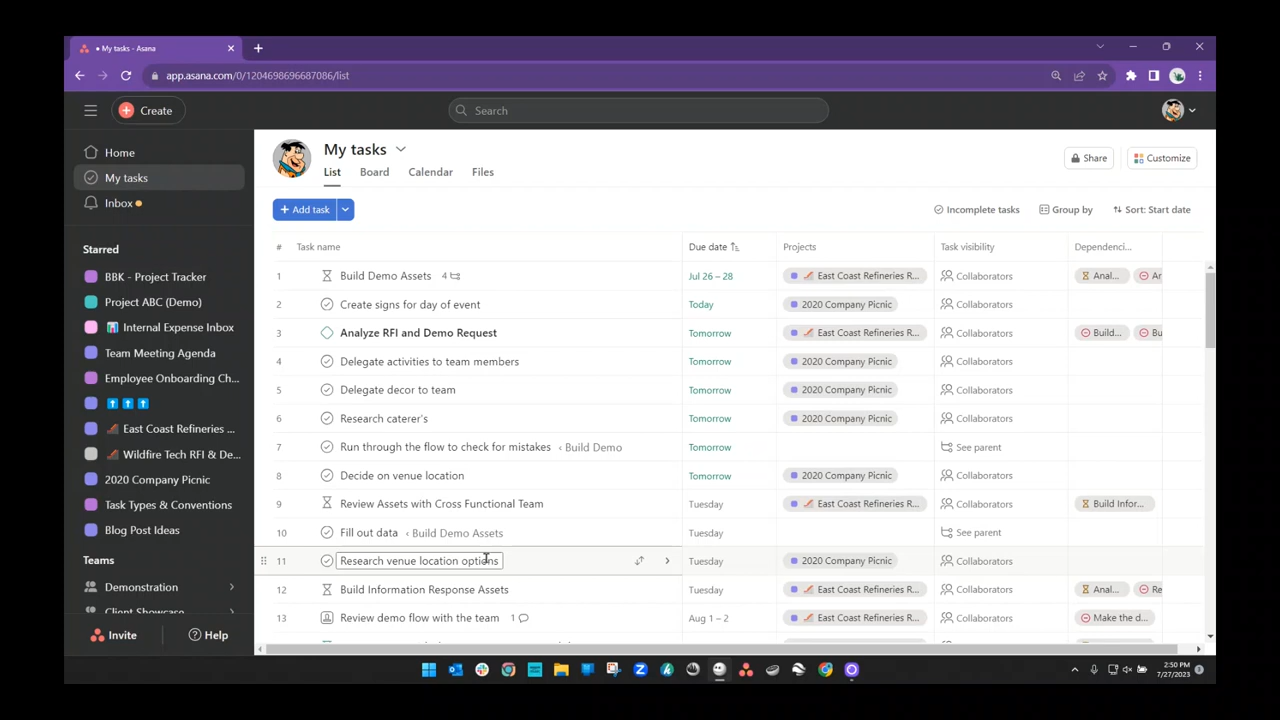 • My tasks - Asana
app.asana.com/0/1204698696687086/list
Create
Search
Home
My tasks
Inbox
Starred
BBK - Project Tracker
Project ABC (Demo)
Internal Expense Inbox
Team Meeting Agenda
Employee Onboarding Ch...
East Coast Refineries ...
Wildfire Tech RFI & De...
2020 Company Picnic
Task Types & Conventions
Blog Post Ideas
Teams
Demonstration
Client Showcase
Invite
? Help
My tasks
Share
Customize
List Board Calendar Files
+ Add task
Incomplete tasks Group by Sort: Start date
# Task name Due date Projects Task visibility Dependenci...
1 Build Demo Assets 4 Jul 26 – 28 East Coast Refineries R... Collaborators Anal... Ar
2 Create signs for day of event Today 2020 Company Picnic Collaborators
3 Analyze RFI and Demo Request Tomorrow East Coast Refineries R... Collaborators Build... Bu
4 Delegate activities to team members Tomorrow 2020 Company Picnic Collaborators
5 Delegate decor to team Tomorrow 2020 Company Picnic Collaborators
6 Research caterer's Tomorrow 2020 Company Picnic Collaborators
7 Run through the flow to check for mistakes ‹ Build Demo Tomorrow See parent
8 Decide on venue location Tomorrow 2020 Company Picnic Collaborators
9 Review Assets with Cross Functional Team Tuesday East Coast Refineries R... Collaborators Build Infor...
10 Fill out data ‹ Build Demo Assets Tuesday See parent
11 Research venue location options Tuesday 2020 Company Picnic Collaborators
12 Build Information Response Assets Tuesday East Coast Refineries R... Collaborators Anal... Re
13 Review demo flow with the team 1 Aug 1 – 2 East Coast Refineries R... Collaborators Make the d...
2:50 PM
7/27/2023